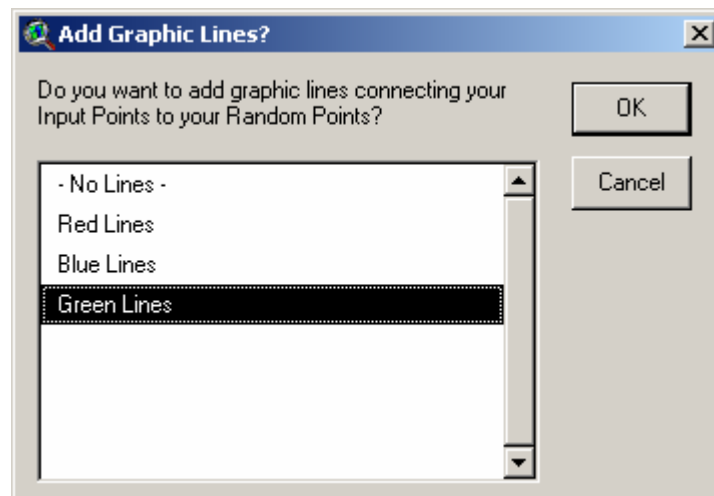 Add Graphic Lines?
Do you want to add graphic lines connecting your
Input Points to your Random Points?
OK
Cancel
- No Lines -
Red Lines
Blue Lines
Green Lines